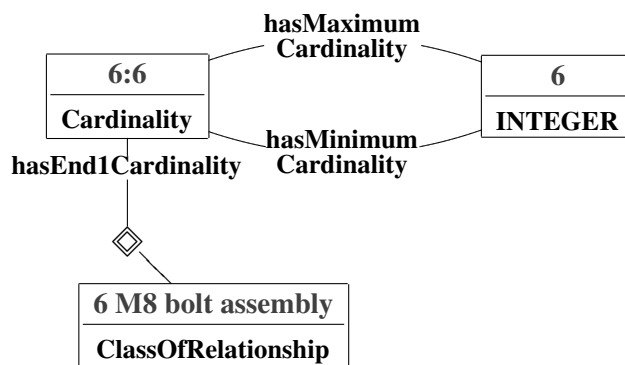 hasMaximum
Cardinality
6:6
Cardinality
6
INTEGER
hasMinimum
Cardinality
hasEnd1Cardinality
6 M8 bolt assembly
ClassOfRelationship